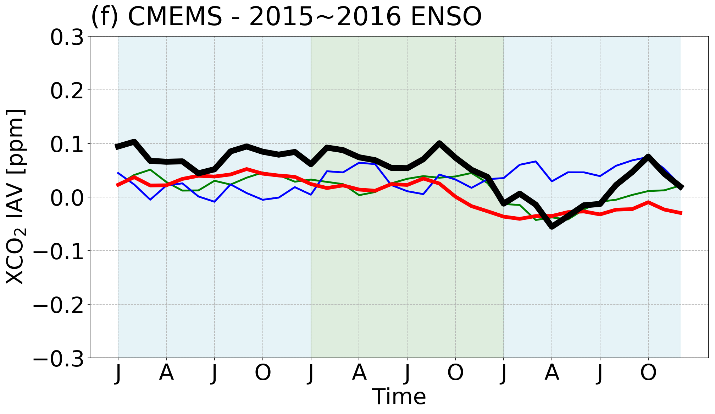 (f) CMEMS - 2015~2016 ENSO
XCO₂ IAV [ppm]
0.3
0.2
0.1
0.0
−0.1
−0.2
−0.3
J A J O J A J O J A J O
Time